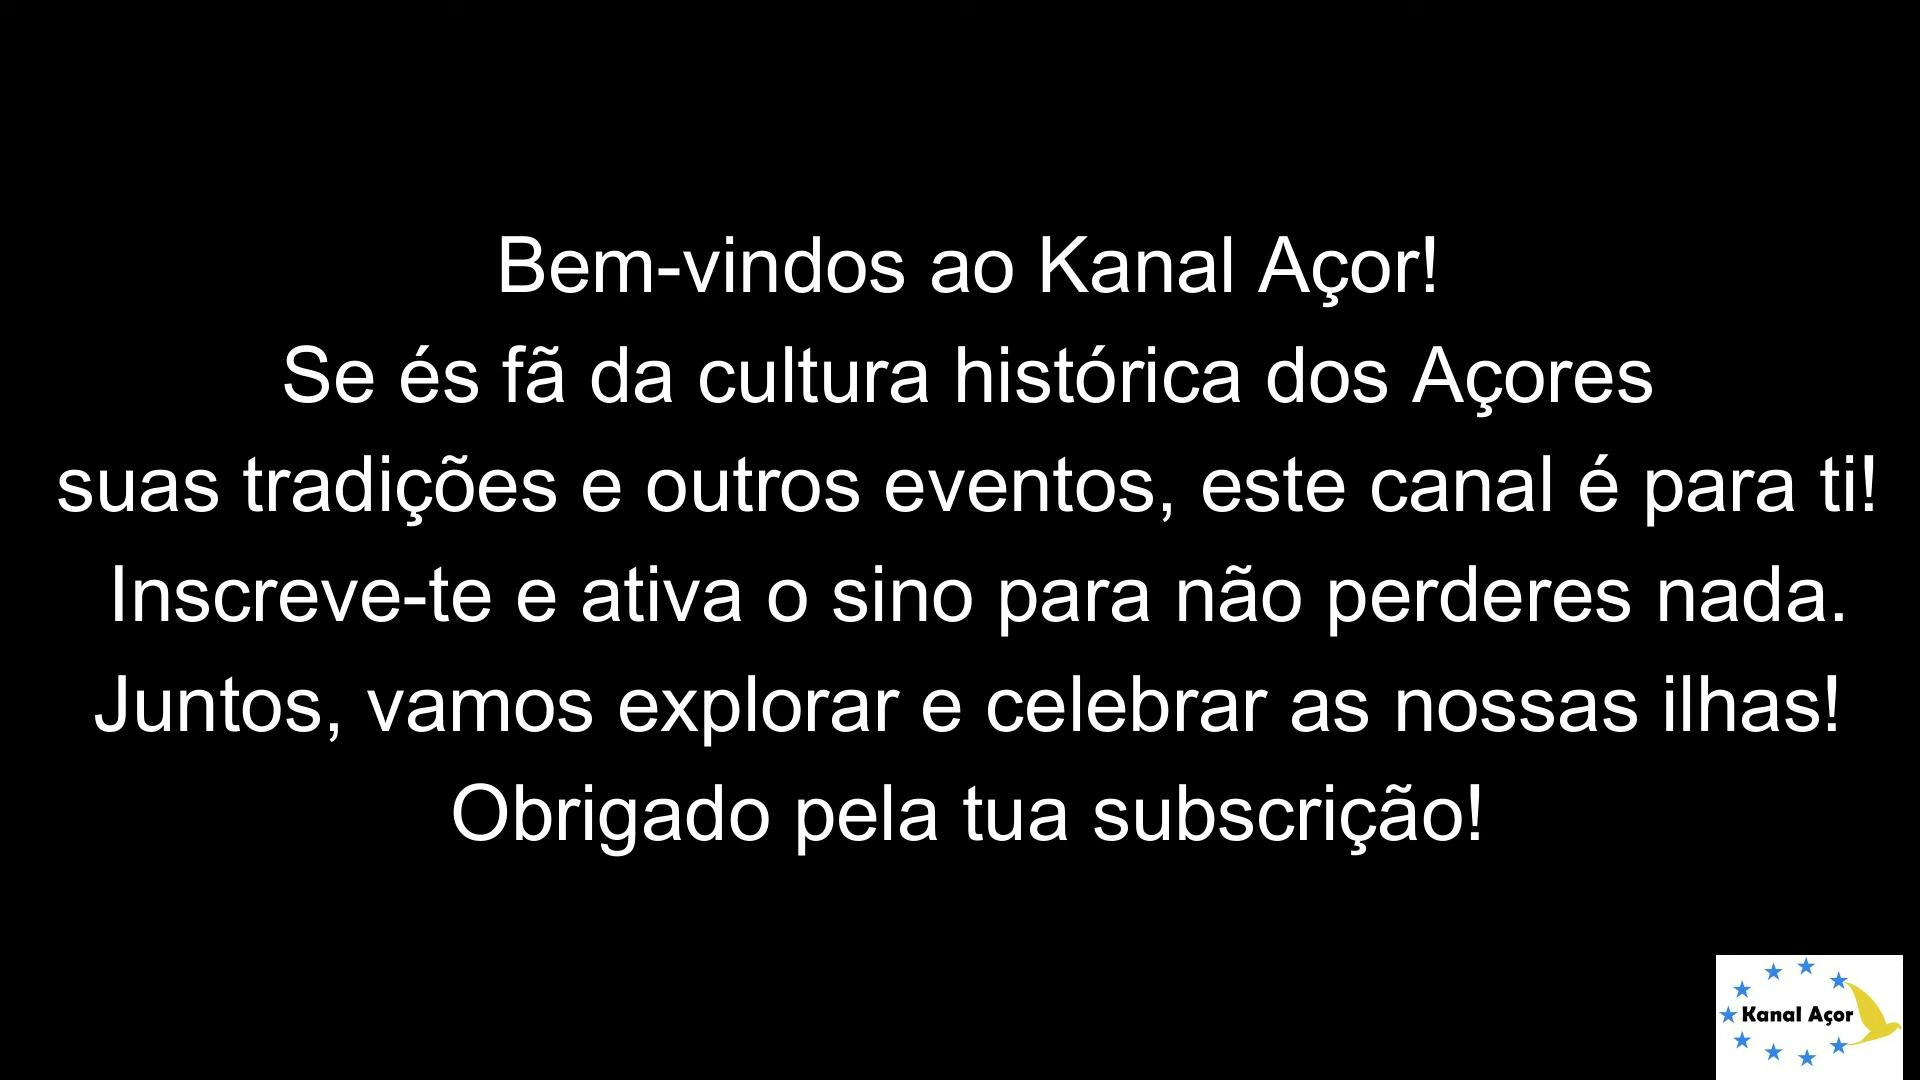 Bem-vindos ao Kanal Açor!
Se és fã da cultura histórica dos Açores
suas tradições e outros eventos, este canal é para ti!
Inscreve-te e ativa o sino para não perderes nada.
Juntos, vamos explorar e celebrar as nossas ilhas!
Obrigado pela tua subscrição!
Kanal Açor